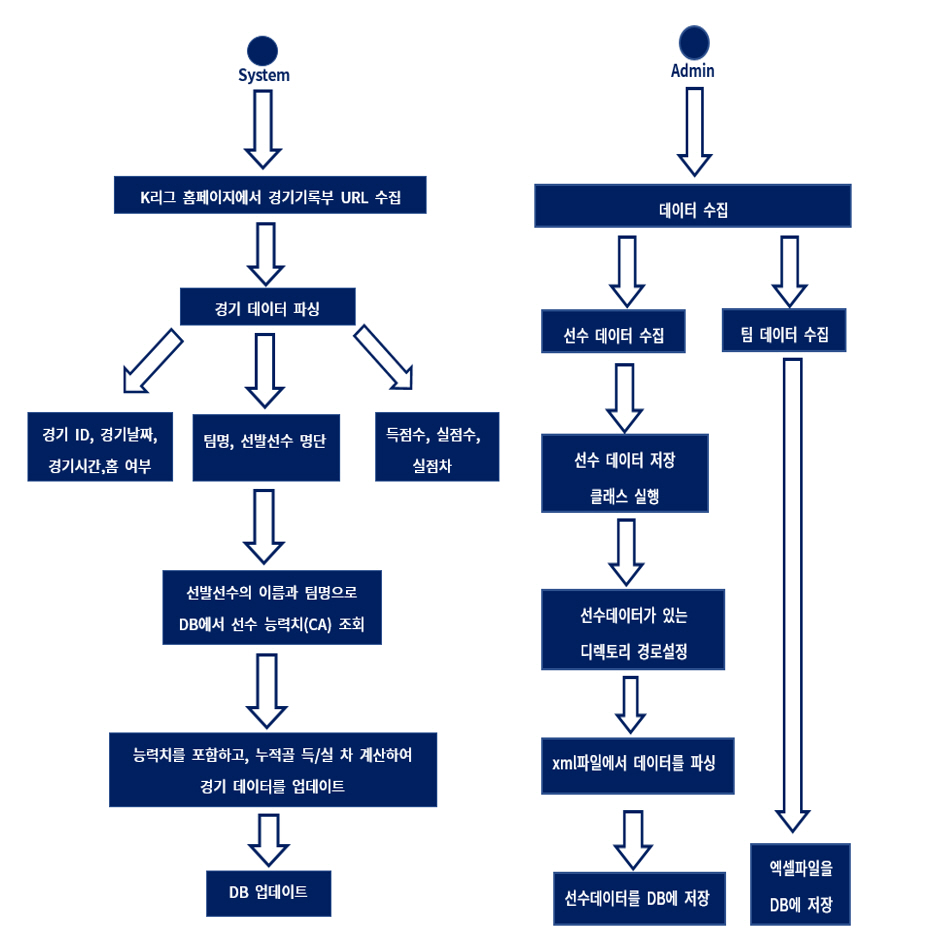 System
K리그 홈페이지에서 경기기록부 URL 수집
경기 데이터 파싱
경기 ID, 경기날짜,
경기시간,홈 여부
팀명, 선발선수 명단
득점수, 실점수,
실점차
선발선수의 이름과 팀명으로
DB에서 선수 능력치(CA) 조회
능력치를 포함하고, 누적골 득/실 차 계산하여
경기 데이터를 업데이트
DB 업데이트
Admin
데이터 수집
선수 데이터 수집
팀 데이터 수집
선수 데이터 저장
클래스 실행
선수데이터가 있는
디렉토리 경로설정
xml파일에서 데이터를 파싱
선수데이터를 DB에 저장
엑셀파일을
DB에 저장